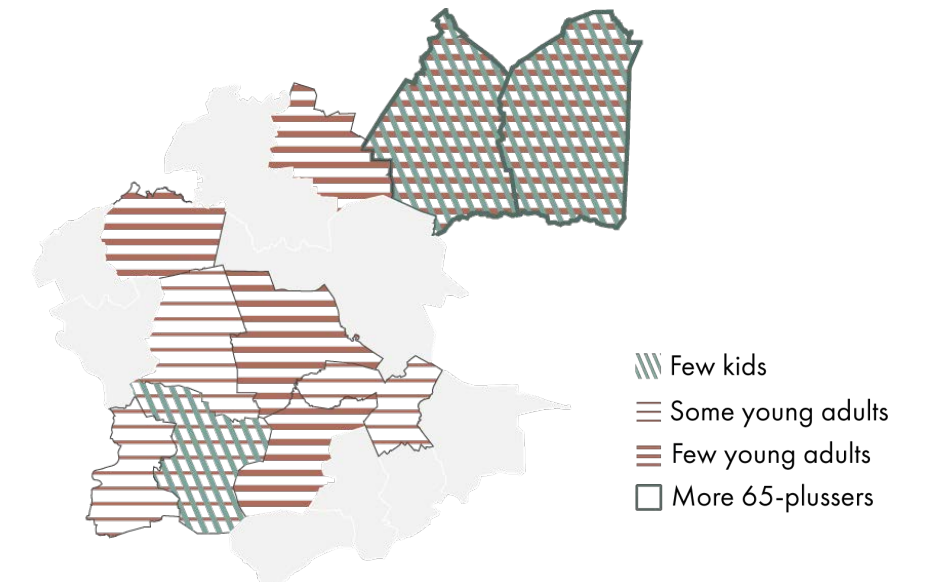 Few kids
Some young adults
Few young adults
More 65-plussers